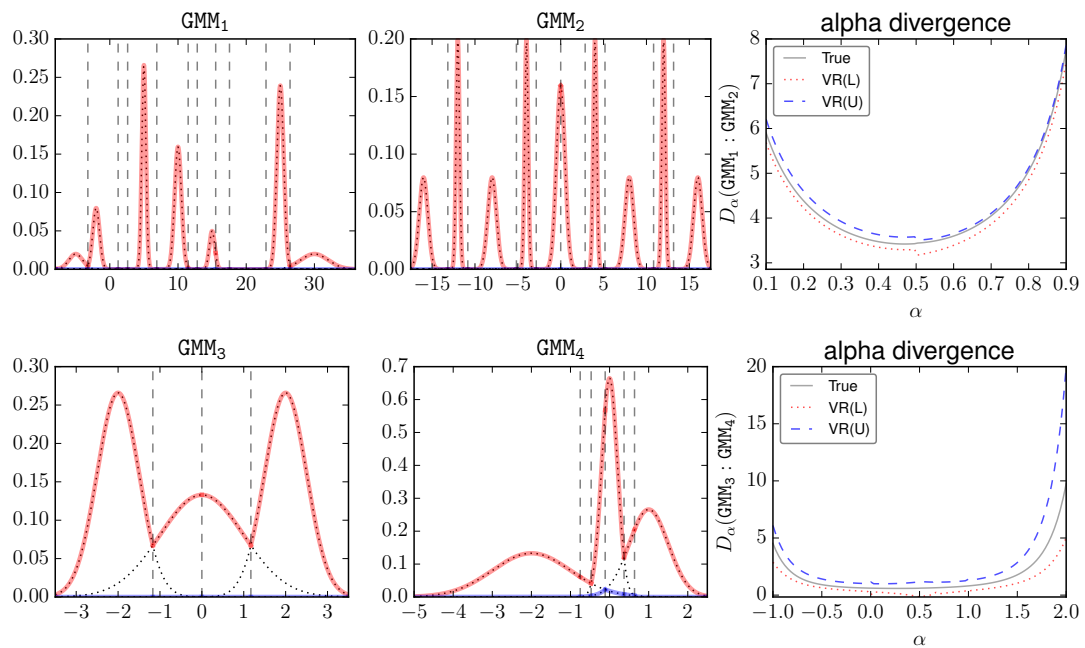 GMM₁
0.30
0.25
0.20
0.15
0.10
0.05
0.00
0 10 20 30
GMM₂
0.20
0.15
0.10
0.05
0.00
−15 −10 −5 0 5 10 15
alpha divergence
8
7
6
5
4
3
0.1 0.2 0.3 0.4 0.5 0.6 0.7 0.8 0.9
α
D_α(GMM₁ : GMM₂)
True
VR(L)
VR(U)
GMM₃
0.30
0.25
0.20
0.15
0.10
0.05
0.00
−3 −2 −1 0 1 2 3
GMM₄
0.7
0.6
0.5
0.4
0.3
0.2
0.1
0.0
−5 −4 −3 −2 −1 0 1 2
alpha divergence
20
15
10
5
0
−1.0 −0.5 0.0 0.5 1.0 1.5 2.0
α
D_α(GMM₃ : GMM₄)
True
VR(L)
VR(U)